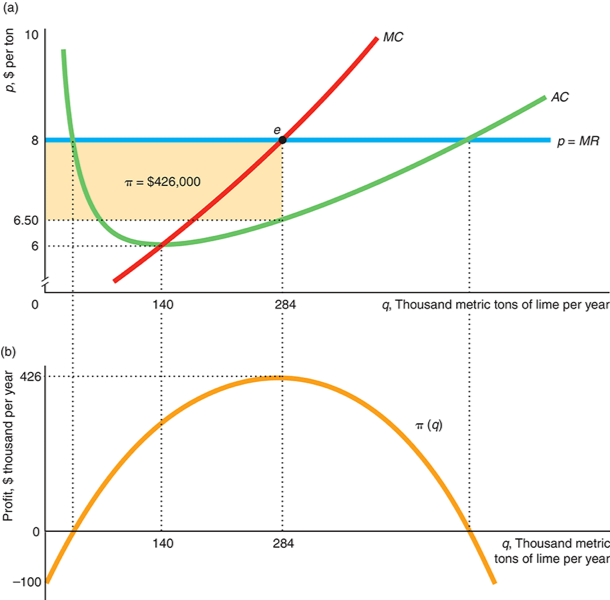 (a)
p, $ per ton
10
MC
AC
e
8
p = MR
π = $426,000
6.50
6
0
140
284
q, Thousand metric tons of lime per year
(b)
Profit, $ thousand per year
426
π (q)
0
140
284
q, Thousand metric
tons of lime per year
−100